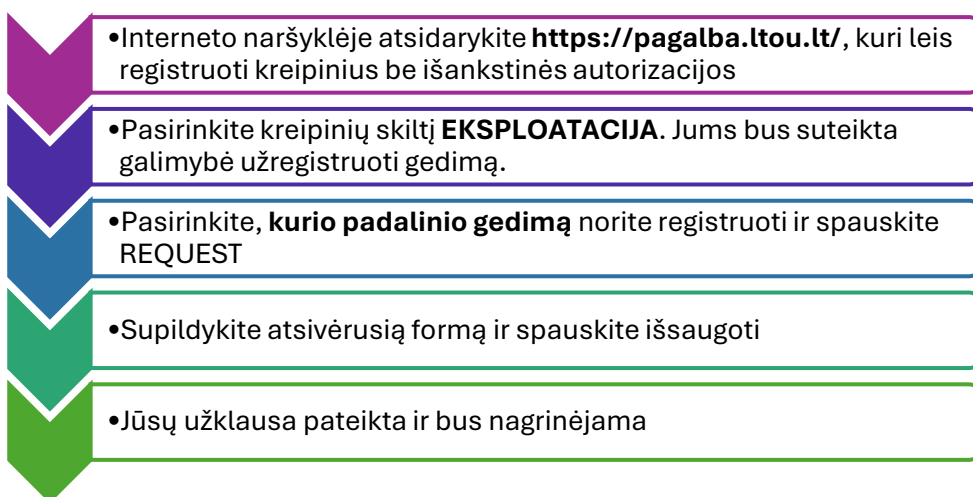 •Interneto naršyklėje atsidarykite https://pagalba.ltou.lt/, kuri leis
registruoti kreipinius be išankstinės autorizacijos
•Pasirinkite kreipinių skiltį EKSPLOATACIJA. Jums bus suteikta
galimybė užregistruoti gedimą.
•Pasirinkite, kurio padalinio gedimą norite registruoti ir spauskite
REQUEST
•Supildykite atsivėrusią formą ir spauskite išsaugoti
•Jūsų užklausa pateikta ir bus nagrinėjama